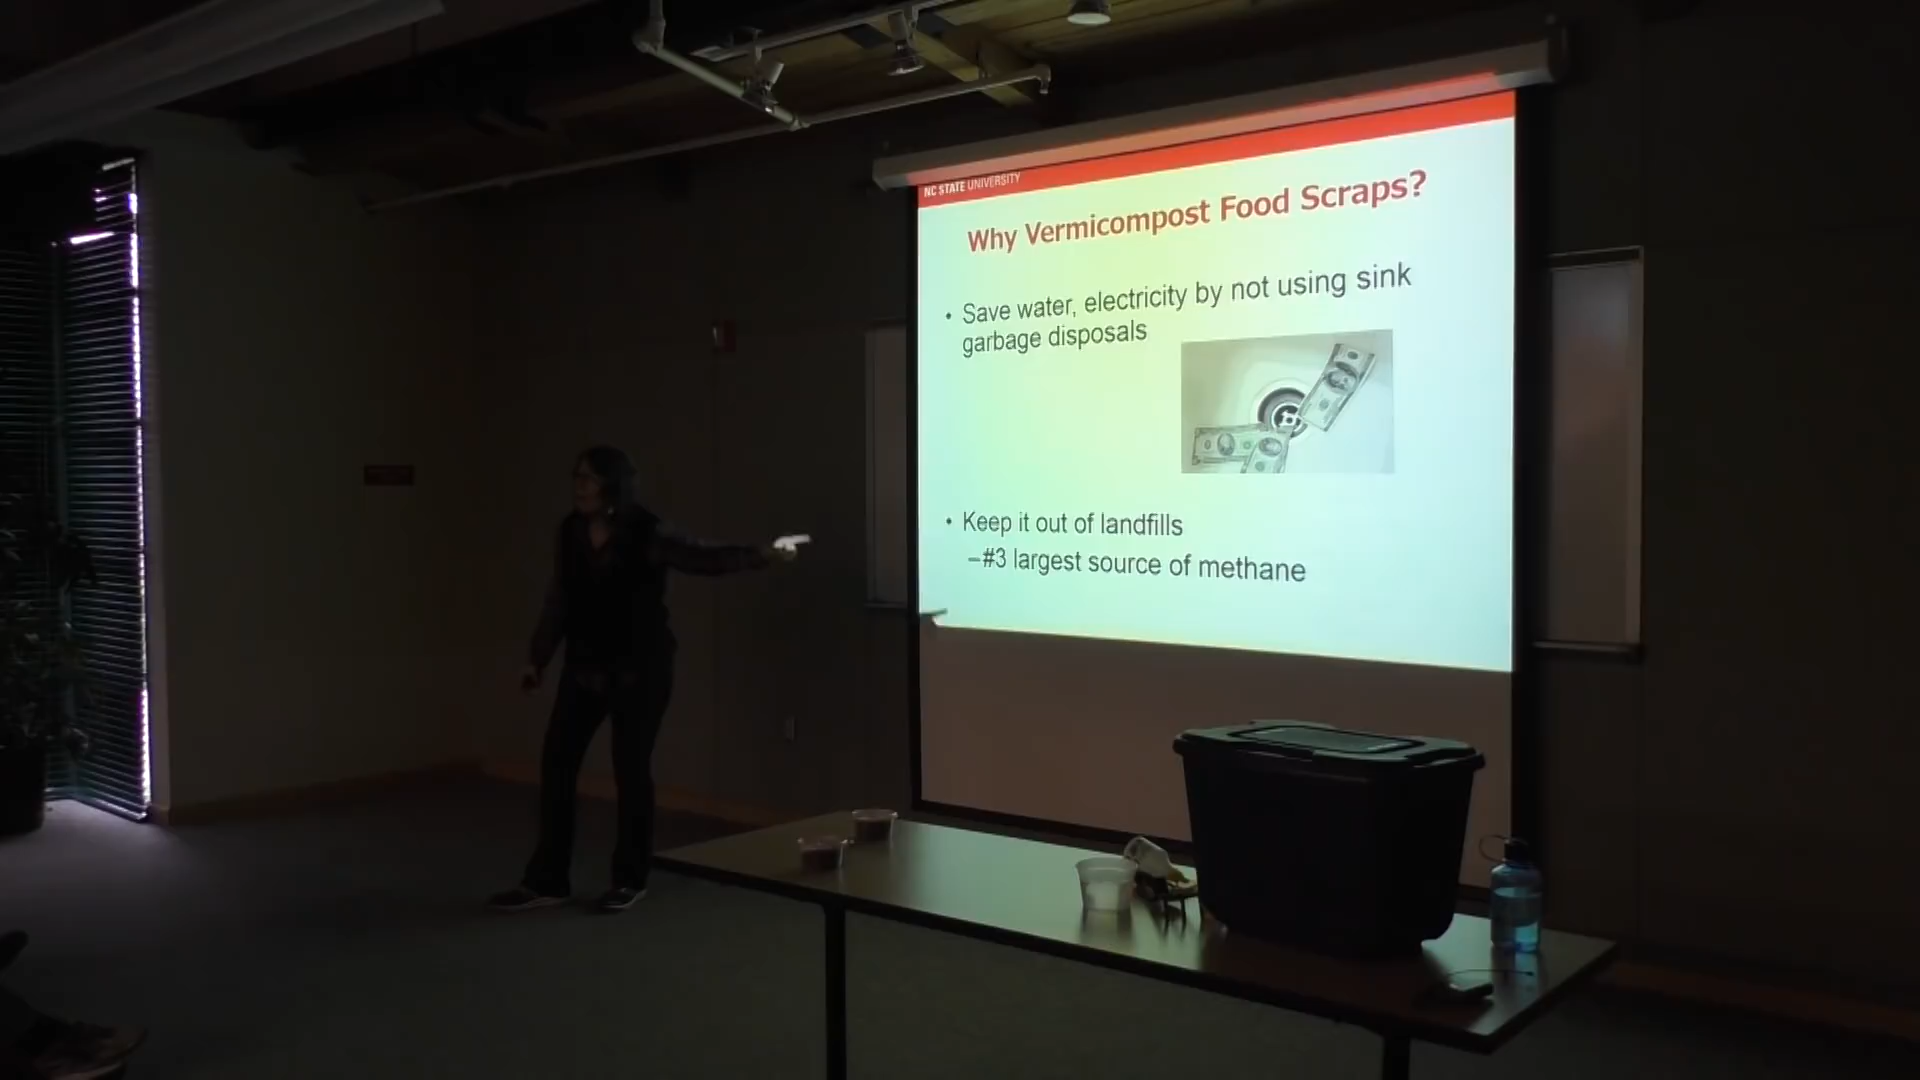 NC STATE UNIVERSITY
Why Vermicompost Food Scraps?
• Save water, electricity by not using sink
garbage disposals
• Keep it out of landfills
–#3 largest source of methane